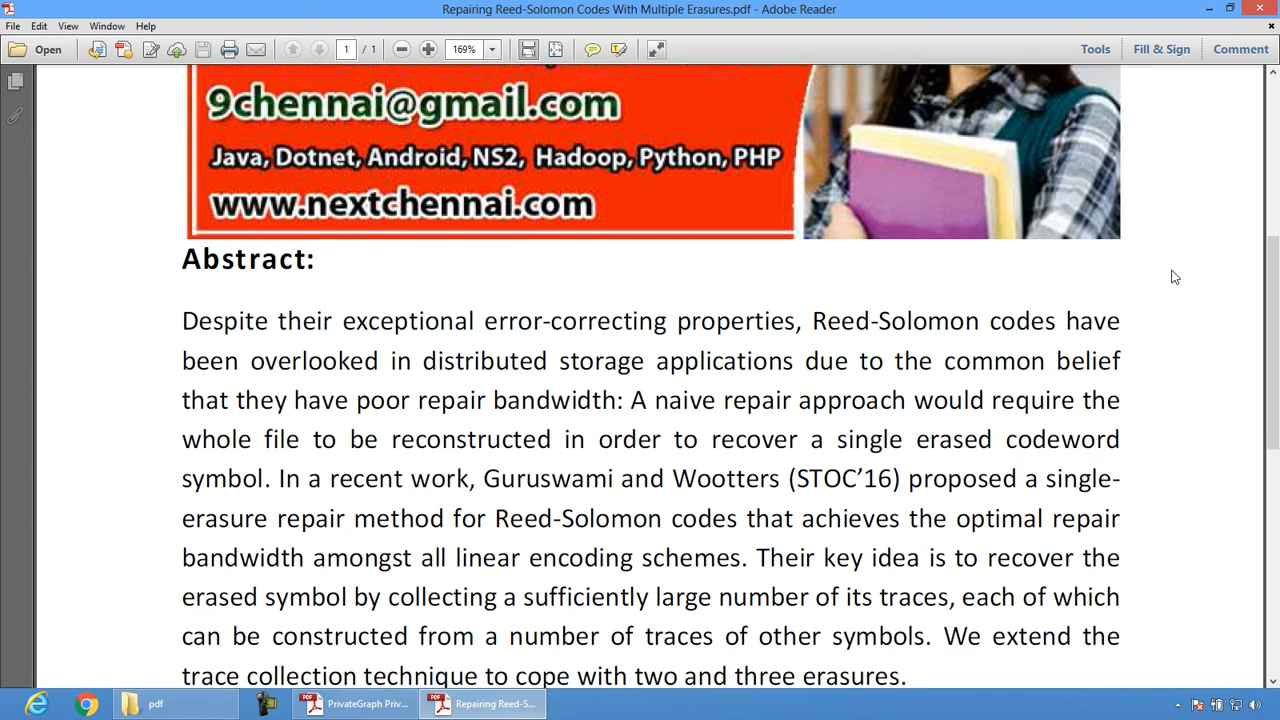 Repairing Reed-Solomon Codes With Multiple Erasures.pdf - Adobe Reader
File Edit View Window Help
Open 1 / 1 169% Tools Fill & Sign Comment
9chennai@gmail.com
Java, Dotnet, Android, NS2, Hadoop, Python, PHP
www.nextchennai.com
Abstract:
Despite their exceptional error-correcting properties, Reed-Solomon codes have
been overlooked in distributed storage applications due to the common belief
that they have poor repair bandwidth: A naive repair approach would require the
whole file to be reconstructed in order to recover a single erased codeword
symbol. In a recent work, Guruswami and Wootters (STOC’16) proposed a single-
erasure repair method for Reed-Solomon codes that achieves the optimal repair
bandwidth amongst all linear encoding schemes. Their key idea is to recover the
erased symbol by collecting a sufficiently large number of its traces, each of which
can be constructed from a number of traces of other symbols. We extend the
trace collection technique to cope with two and three erasures.
pdf PrivateGraph Priv... Repairing Reed-S...